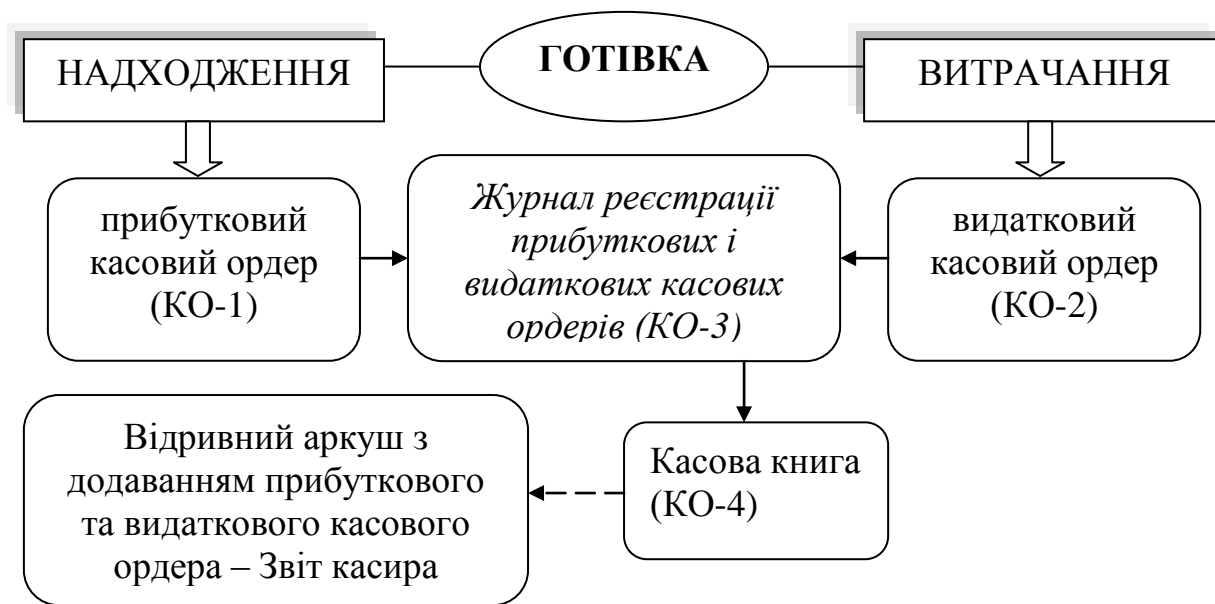 НАДХОДЖЕННЯ
ГОТІВКА
ВИТРАЧАННЯ
прибутковий
касовий ордер
(КО-1)
Журнал реєстрації
прибуткових і
видаткових касових
ордерів (КО-3)
видатковий
касовий ордер
(КО-2)
Відривний аркуш з
додаванням прибуткового
та видаткового касового
ордера – Звіт касира
Касова книга
(КО-4)